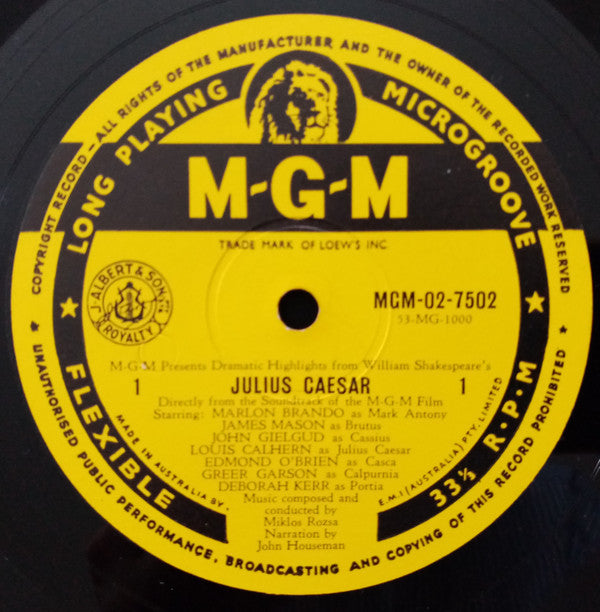 COPYRIGHT RECORD—ALL RIGHTS OF THE MANUFACTURER AND THE OWNER OF THE RECORDED WORK RESERVED
LONG PLAYING MICROGROOVE
M-G-M
TRADE MARK OF LOEW'S INC
J. ALBERT & SON
ROYALTY
MGM-02-7502
53-MG-1000
M-G-M Presents Dramatic Highlights from William Shakespeare's
1 JULIUS CAESAR 1
Directly from the Soundtrack of the M-G-M Film
Starring: MARLON BRANDO as Mark Antony
JAMES MASON as Brutus
JOHN GIELGUD as Cassius
LOUIS CALHERN as Julius Caesar
EDMOND O'BRIEN as Casca
GREER GARSON as Calpurnia
DEBORAH KERR as Portia
Music composed and
conducted by
Miklos Rozsa
Narration by
John Houseman
FLEXIBLE 33⅓ R·P·M
MADE IN AUSTRALIA BY, E.M.I (AUSTRALIA) PTY. LIMITED
UNAUTHORISED PUBLIC PERFORMANCE, BROADCASTING AND COPYING OF THIS RECORD PROHIBITED